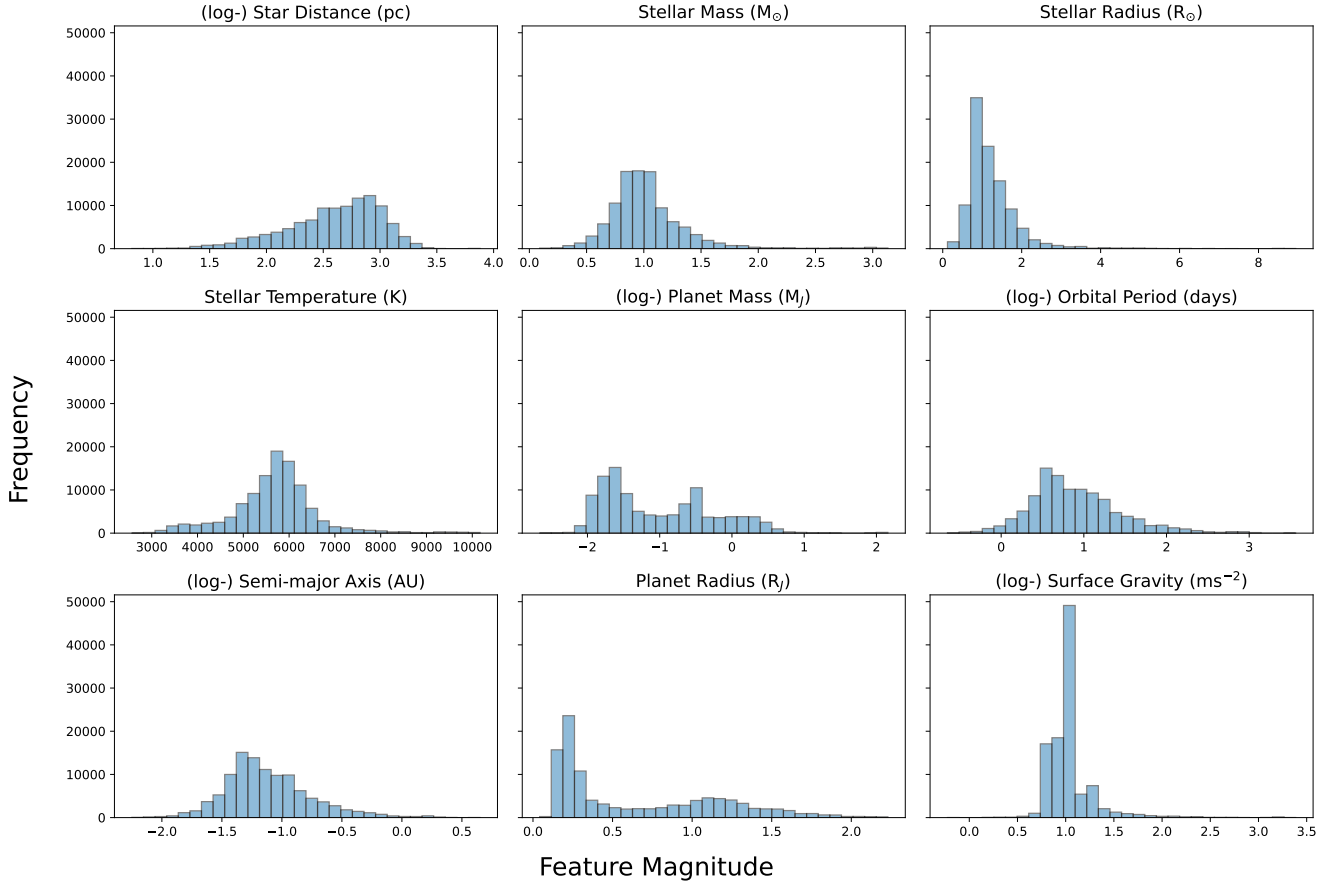 (log-) Star Distance (pc) Stellar Mass (M⊙) Stellar Radius (R⊙)
50000
40000
30000
20000
10000
0
1.0 1.5 2.0 2.5 3.0 3.5 4.0 0.0 0.5 1.0 1.5 2.0 2.5 3.0 0 2 4 6 8
Stellar Temperature (K) (log-) Planet Mass (MJ) (log-) Orbital Period (days)
50000
40000
30000
20000
10000
0
3000 4000 5000 6000 7000 8000 9000 10000 −2 −1 0 1 2 0 1 2 3
Frequency
(log-) Semi-major Axis (AU) Planet Radius (RJ) (log-) Surface Gravity (ms⁻²)
50000
40000
30000
20000
10000
0
−2.0 −1.5 −1.0 −0.5 0.0 0.5 0.0 0.5 1.0 1.5 2.0 0.0 0.5 1.0 1.5 2.0 2.5 3.0 3.5
Feature Magnitude